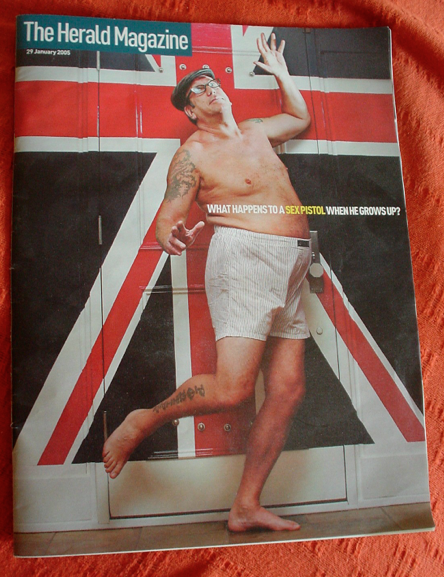 The Herald Magazine
29 January 2005
WHAT HAPPENS TO A SEX PISTOL WHEN HE GROWS UP?